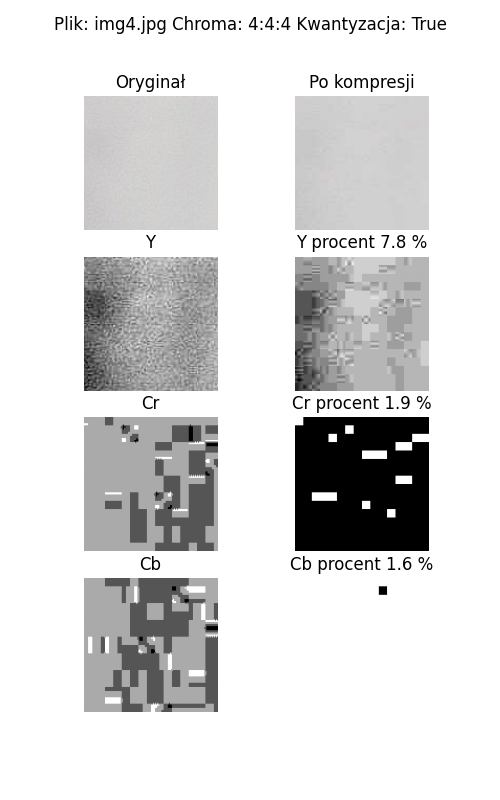 Plik: img4.jpg Chroma: 4:4:4 Kwantyzacja: True
Oryginał
Po kompresji
Y
Y procent 7.8 %
Cr
Cr procent 1.9 %
Cb
Cb procent 1.6 %